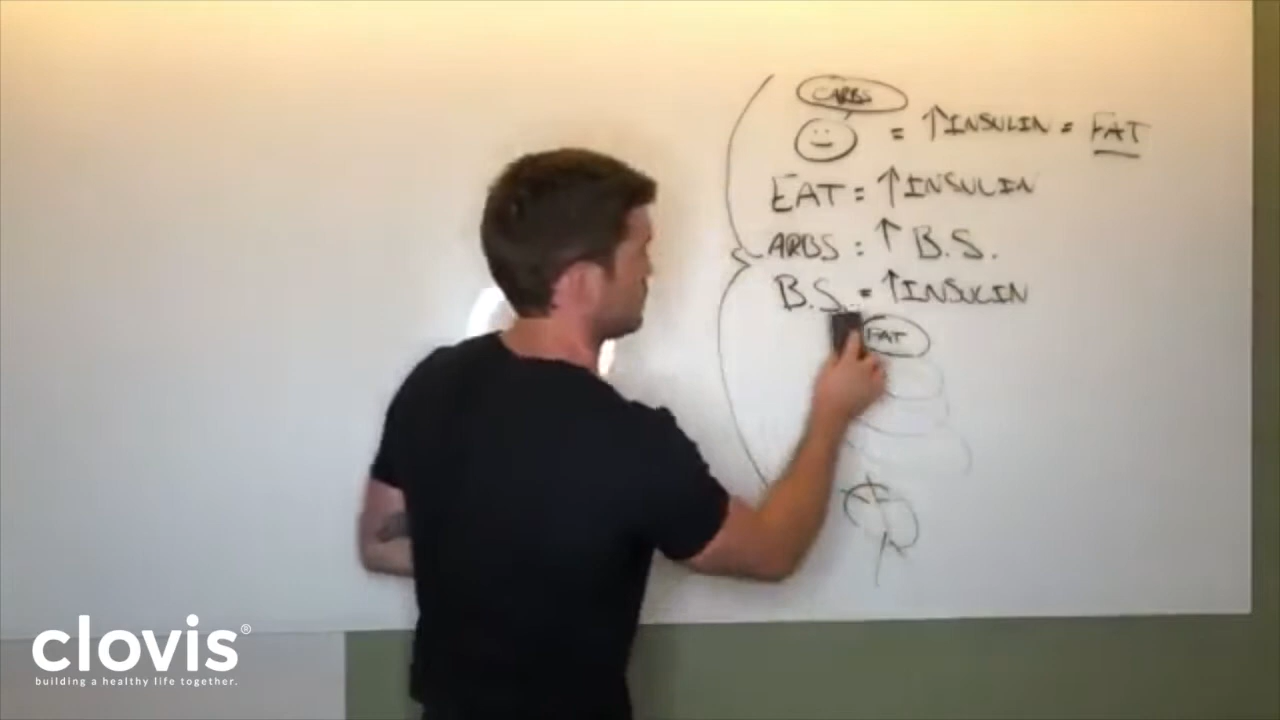 CARBS
= ↑INSULIN = FAT
EAT = ↑INSULIN
ARBS : ↑ B.S.
B.S. = ↑INSULIN
FAT
clovis®
building a healthy life together.